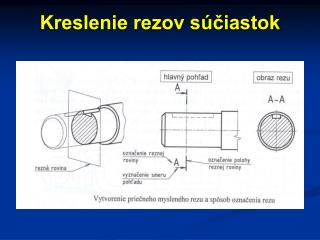 Kreslenie rezov súčiastok
hlavný pohľad
obraz rezu
A
A–A
rezná rovina
označenie reznej
roviny
A
vyznačenie smeru
pohľadu
označenie polohy
reznej roviny
Vytvorenie priečneho mysleného rezu a spôsob označenia rezu